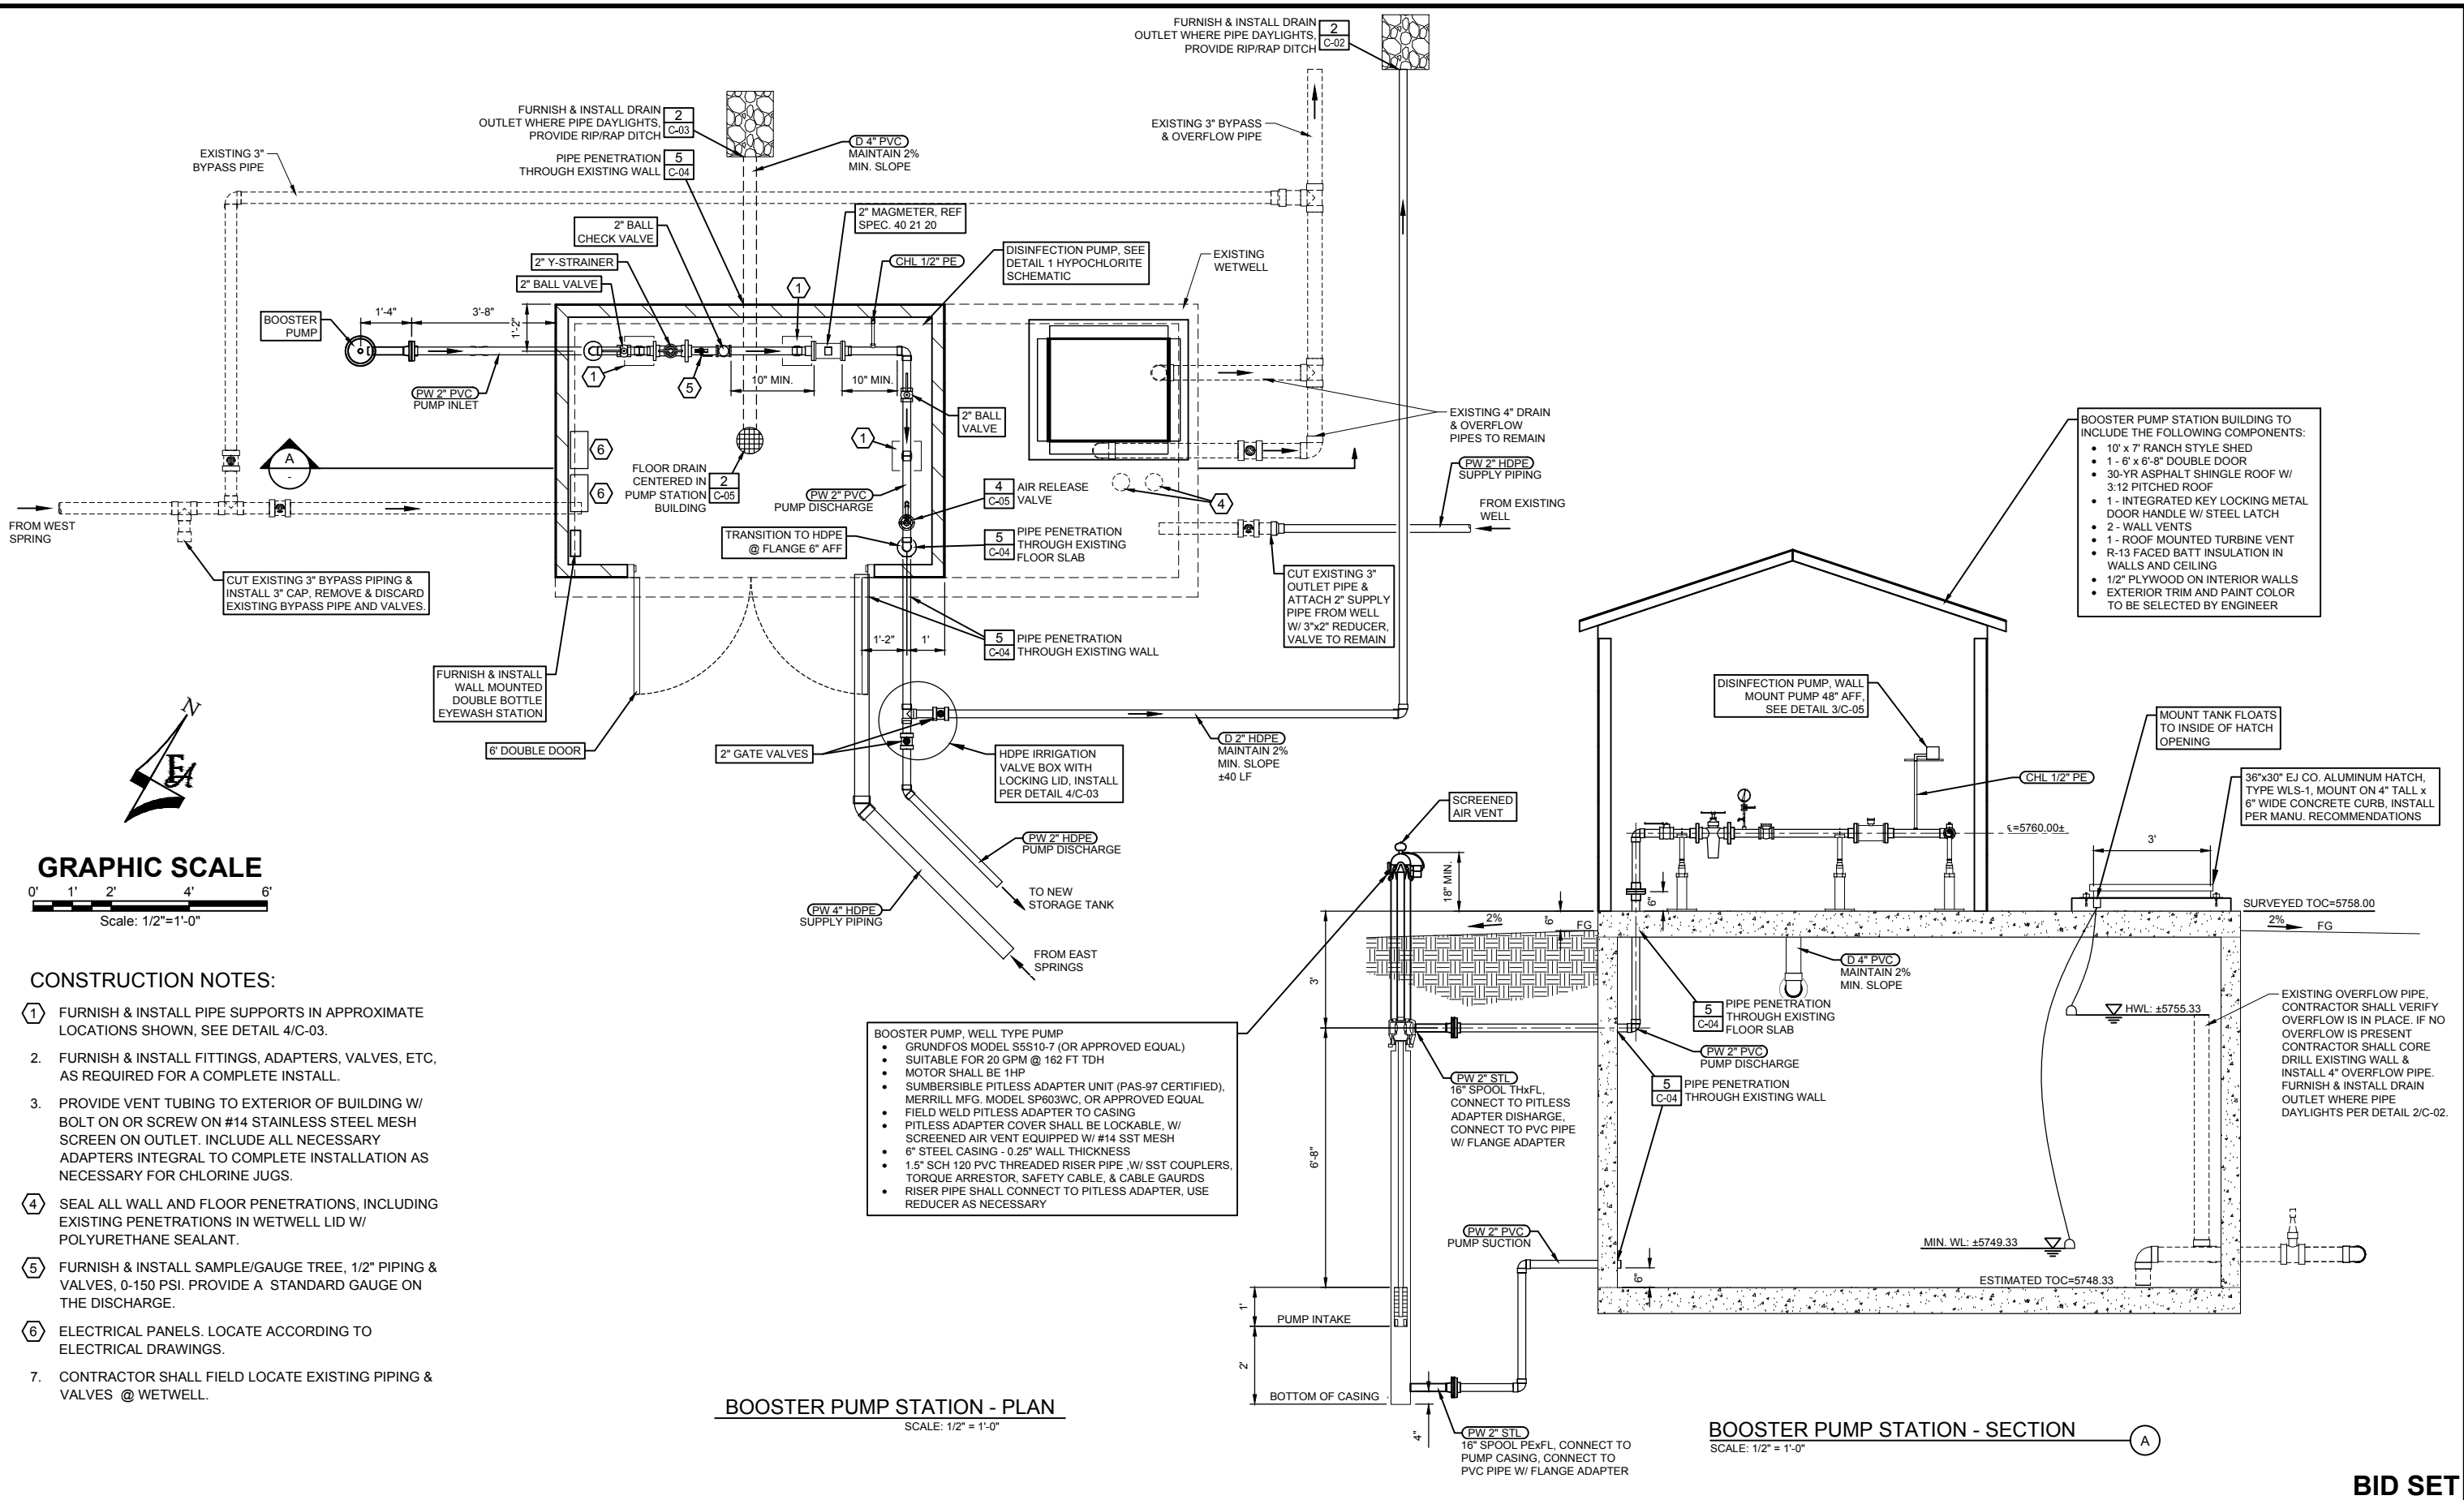 FURNISH & INSTALL DRAIN
OUTLET WHERE PIPE DAYLIGHTS,
PROVIDE RIP/RAP DITCH
2
C-02
FURNISH & INSTALL DRAIN
OUTLET WHERE PIPE DAYLIGHTS,
PROVIDE RIP/RAP DITCH
2
C-03
PIPE PENETRATION
THROUGH EXISTING WALL
5
C-04
D 4" PVC
MAINTAIN 2%
MIN. SLOPE
EXISTING 3"
BYPASS PIPE
EXISTING 3" BYPASS
& OVERFLOW PIPE
2" MAGMETER, REF
SPEC. 40 21 20
2" BALL
CHECK VALVE
2" Y-STRAINER
2" BALL VALVE
CHL 1/2" PE
DISINFECTION PUMP, SEE
DETAIL 1 HYPOCHLORITE
SCHEMATIC
EXISTING
WETWELL
BOOSTER
PUMP
1'-4"
3'-8"
1'-2"
1
1
5
10" MIN.
10" MIN.
PW 2" PVC
PUMP INLET
2" BALL
VALVE
1
A
-
6
6
FLOOR DRAIN
CENTERED IN
PUMP STATION
BUILDING
2
C-05
PW 2" PVC
PUMP DISCHARGE
4
C-05
AIR RELEASE
VALVE
4
EXISTING 4" DRAIN
& OVERFLOW
PIPES TO REMAIN
PW 2" HDPE
SUPPLY PIPING
FROM EXISTING
WELL
FROM WEST
SPRING
TRANSITION TO HDPE
@ FLANGE 6" AFF
5
C-04
PIPE PENETRATION
THROUGH EXISTING
FLOOR SLAB
CUT EXISTING 3" BYPASS PIPING &
INSTALL 3" CAP, REMOVE & DISCARD
EXISTING BYPASS PIPE AND VALVES.
CUT EXISTING 3"
OUTLET PIPE &
ATTACH 2" SUPPLY
PIPE FROM WELL
W/ 3"x2" REDUCER,
VALVE TO REMAIN
1'-2"
1'
5
C-04
PIPE PENETRATION
THROUGH EXISTING WALL
FURNISH & INSTALL
WALL MOUNTED
DOUBLE BOTTLE
EYEWASH STATION
6' DOUBLE DOOR
2" GATE VALVES
HDPE IRRIGATION
VALVE BOX WITH
LOCKING LID, INSTALL
PER DETAIL 4/C-03
D 2" HDPE
MAINTAIN 2%
MIN. SLOPE
±40 LF
PW 2" HDPE
PUMP DISCHARGE
TO NEW
STORAGE TANK
PW 4" HDPE
SUPPLY PIPING
FROM EAST
SPRINGS
N
GRAPHIC SCALE
0' 1' 2' 4' 6'
Scale: 1/2"=1'-0"
CONSTRUCTION NOTES:
1 FURNISH & INSTALL PIPE SUPPORTS IN APPROXIMATE
LOCATIONS SHOWN, SEE DETAIL 4/C-03.
2. FURNISH & INSTALL FITTINGS, ADAPTERS, VALVES, ETC,
AS REQUIRED FOR A COMPLETE INSTALL.
3. PROVIDE VENT TUBING TO EXTERIOR OF BUILDING W/
BOLT ON OR SCREW ON #14 STAINLESS STEEL MESH
SCREEN ON OUTLET. INCLUDE ALL NECESSARY
ADAPTERS INTEGRAL TO COMPLETE INSTALLATION AS
NECESSARY FOR CHLORINE JUGS.
4 SEAL ALL WALL AND FLOOR PENETRATIONS, INCLUDING
EXISTING PENETRATIONS IN WETWELL LID W/
POLYURETHANE SEALANT.
5 FURNISH & INSTALL SAMPLE/GAUGE TREE, 1/2" PIPING &
VALVES, 0-150 PSI. PROVIDE A STANDARD GAUGE ON
THE DISCHARGE.
6 ELECTRICAL PANELS. LOCATE ACCORDING TO
ELECTRICAL DRAWINGS.
7. CONTRACTOR SHALL FIELD LOCATE EXISTING PIPING &
VALVES @ WETWELL.
BOOSTER PUMP STATION - PLAN
SCALE: 1/2" = 1'-0"
BOOSTER PUMP STATION BUILDING TO
INCLUDE THE FOLLOWING COMPONENTS:
• 10' x 7' RANCH STYLE SHED
• 1 - 6' x 6'-8" DOUBLE DOOR
• 30-YR ASPHALT SHINGLE ROOF W/
3:12 PITCHED ROOF
• 1 - INTEGRATED KEY LOCKING METAL
DOOR HANDLE W/ STEEL LATCH
• 2 - WALL VENTS
• 1 - ROOF MOUNTED TURBINE VENT
• R-13 FACED BATT INSULATION IN
WALLS AND CEILING
• 1/2" PLYWOOD ON INTERIOR WALLS
• EXTERIOR TRIM AND PAINT COLOR
TO BE SELECTED BY ENGINEER
DISINFECTION PUMP, WALL
MOUNT PUMP 48" AFF,
SEE DETAIL 3/C-05
MOUNT TANK FLOATS
TO INSIDE OF HATCH
OPENING
CHL 1/2" PE
36"x30" EJ CO. ALUMINUM HATCH,
TYPE WLS-1, MOUNT ON 4" TALL x
6" WIDE CONCRETE CURB, INSTALL
PER MANU. RECOMMENDATIONS
SCREENED
AIR VENT
℄=5760.00±
3'
18" MIN.
6"
6"
2%
FG
SURVEYED TOC=5758.00
2%
FG
3'
D 4" PVC
MAINTAIN 2%
MIN. SLOPE
5
C-04
PIPE PENETRATION
THROUGH EXISTING
FLOOR SLAB
HWL: ±5755.33
EXISTING OVERFLOW PIPE,
CONTRACTOR SHALL VERIFY
OVERFLOW IS IN PLACE. IF NO
OVERFLOW IS PRESENT
CONTRACTOR SHALL CORE
DRILL EXISTING WALL &
INSTALL 4" OVERFLOW PIPE.
FURNISH & INSTALL DRAIN
OUTLET WHERE PIPE
DAYLIGHTS PER DETAIL 2/C-02.
BOOSTER PUMP, WELL TYPE PUMP
• GRUNDFOS MODEL S5S10-7 (OR APPROVED EQUAL)
• SUITABLE FOR 20 GPM @ 162 FT TDH
• MOTOR SHALL BE 1HP
• SUMBERSIBLE PITLESS ADAPTER UNIT (PAS-97 CERTIFIED),
MERRILL MFG. MODEL SP603WC, OR APPROVED EQUAL
• FIELD WELD PITLESS ADAPTER TO CASING
• PITLESS ADAPTER COVER SHALL BE LOCKABLE, W/
SCREENED AIR VENT EQUIPPED W/ #14 SST MESH
• 6" STEEL CASING - 0.25" WALL THICKNESS
• 1.5" SCH 120 PVC THREADED RISER PIPE ,W/ SST COUPLERS,
TORQUE ARRESTOR, SAFETY CABLE, & CABLE GAURDS
• RISER PIPE SHALL CONNECT TO PITLESS ADAPTER, USE
REDUCER AS NECESSARY
PW 2" PVC
PUMP DISCHARGE
PW 2" STL
16" SPOOL THxFL,
CONNECT TO PITLESS
ADAPTER DISHARGE,
CONNECT TO PVC PIPE
W/ FLANGE ADAPTER
5
C-04
PIPE PENETRATION
THROUGH EXISTING WALL
6'-8"
PW 2" PVC
PUMP SUCTION
MIN. WL: ±5749.33
6"
ESTIMATED TOC=5748.33
1'
PUMP INTAKE
2'
BOTTOM OF CASING
4"
PW 2" STL
16" SPOOL PExFL, CONNECT TO
PUMP CASING, CONNECT TO
PVC PIPE W/ FLANGE ADAPTER
BOOSTER PUMP STATION - SECTION
A
SCALE: 1/2" = 1'-0"
BID SET